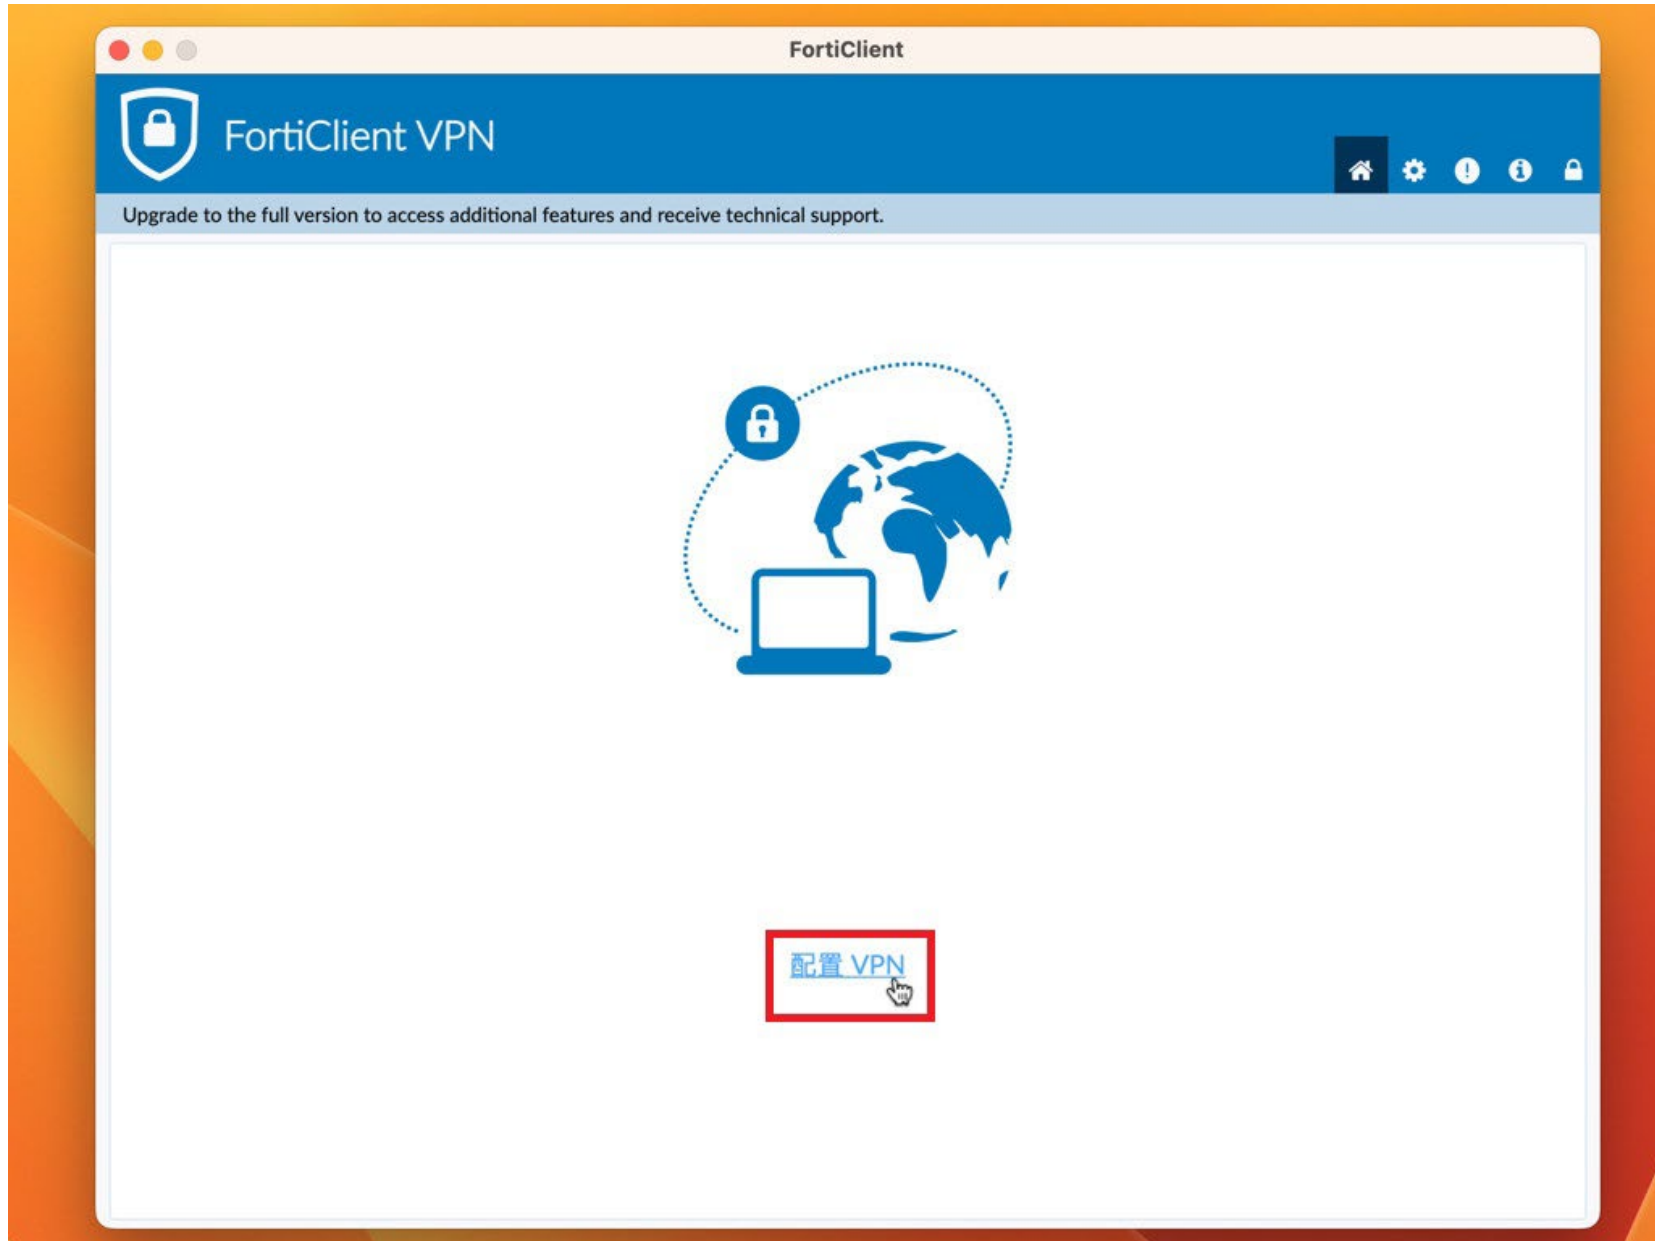 FortiClient
FortiClient VPN
Upgrade to the full version to access additional features and receive technical support.
配置 VPN